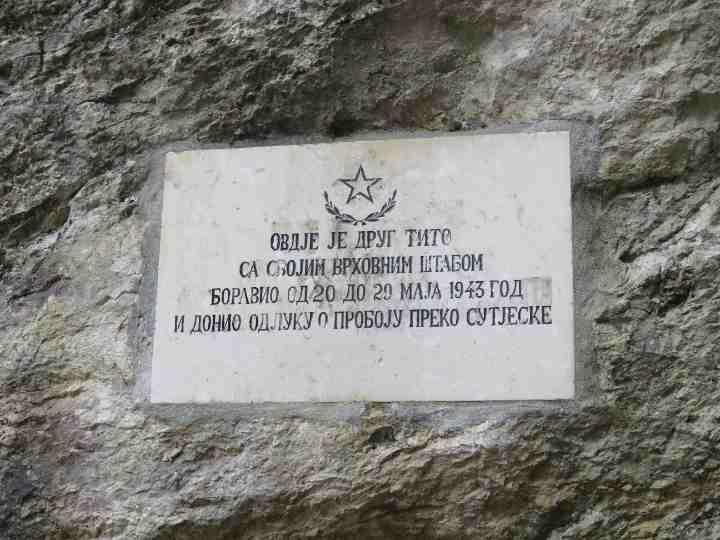 ОВДЈЕ ЈЕ ДРУГ ТИТО
СА СВОЈИМ ВРХОВНИМ ШТАБОМ
БОРАВИО ОД 20 ДО 29 МАЈА 1943 ГОД
И ДОНИО ОДЛУКУ О ПРОБОЈУ ПРЕКО СУТЈЕСКЕ